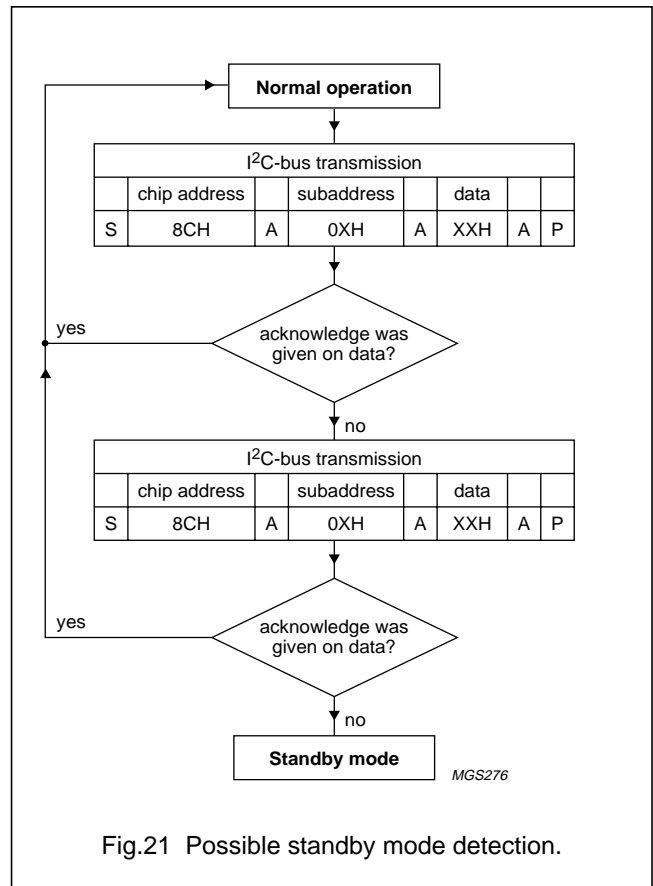 Normal operation
I2C-bus transmission
chip address subaddress data
S 8CH A 0XH A XXH A P
yes
acknowledge was
given on data?
no
I2C-bus transmission
chip address subaddress data
S 8CH A 0XH A XXH A P
yes
acknowledge was
given on data?
no
Standby mode
MGS276
Fig.21 Possible standby mode detection.